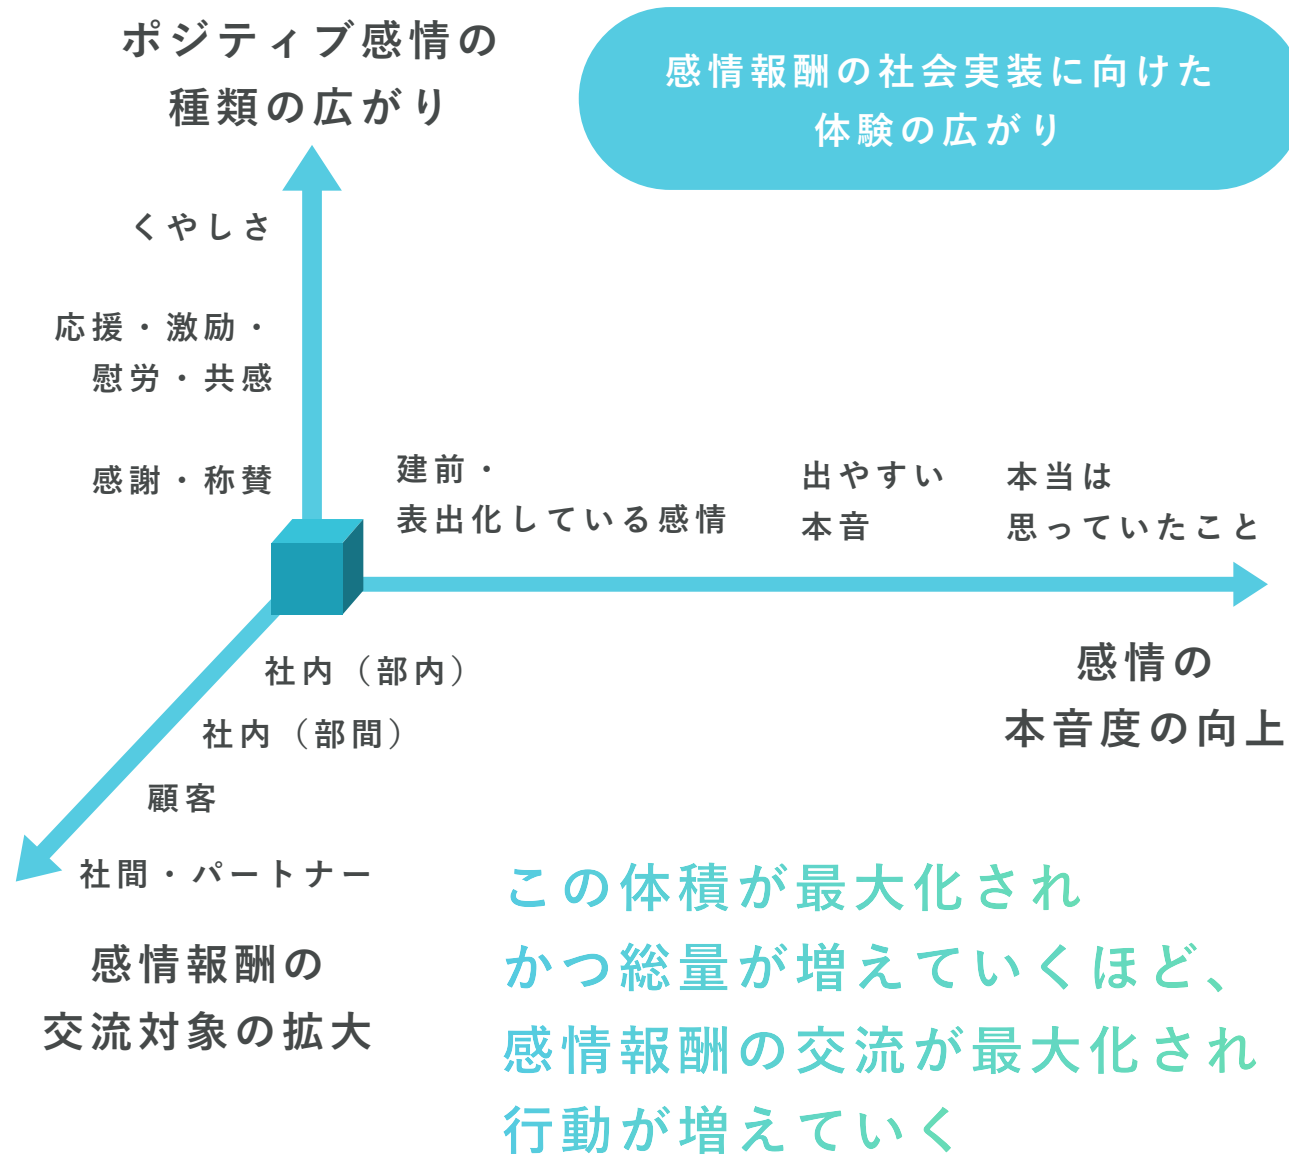 ポジティブ感情の
種類の広がり
感情報酬の社会実装に向けた
体験の広がり
くやしさ
応援・激励・
慰労・共感
感謝・称賛
建前・
表出化している感情
出やすい
本音
本当は
思っていたこと
感情の
本音度の向上
社内（部内）
社内（部間）
顧客
社間・パートナー
感情報酬の
交流対象の拡大
この体積が最大化され
かつ総量が増えていくほど、
感情報酬の交流が最大化され
行動が増えていく